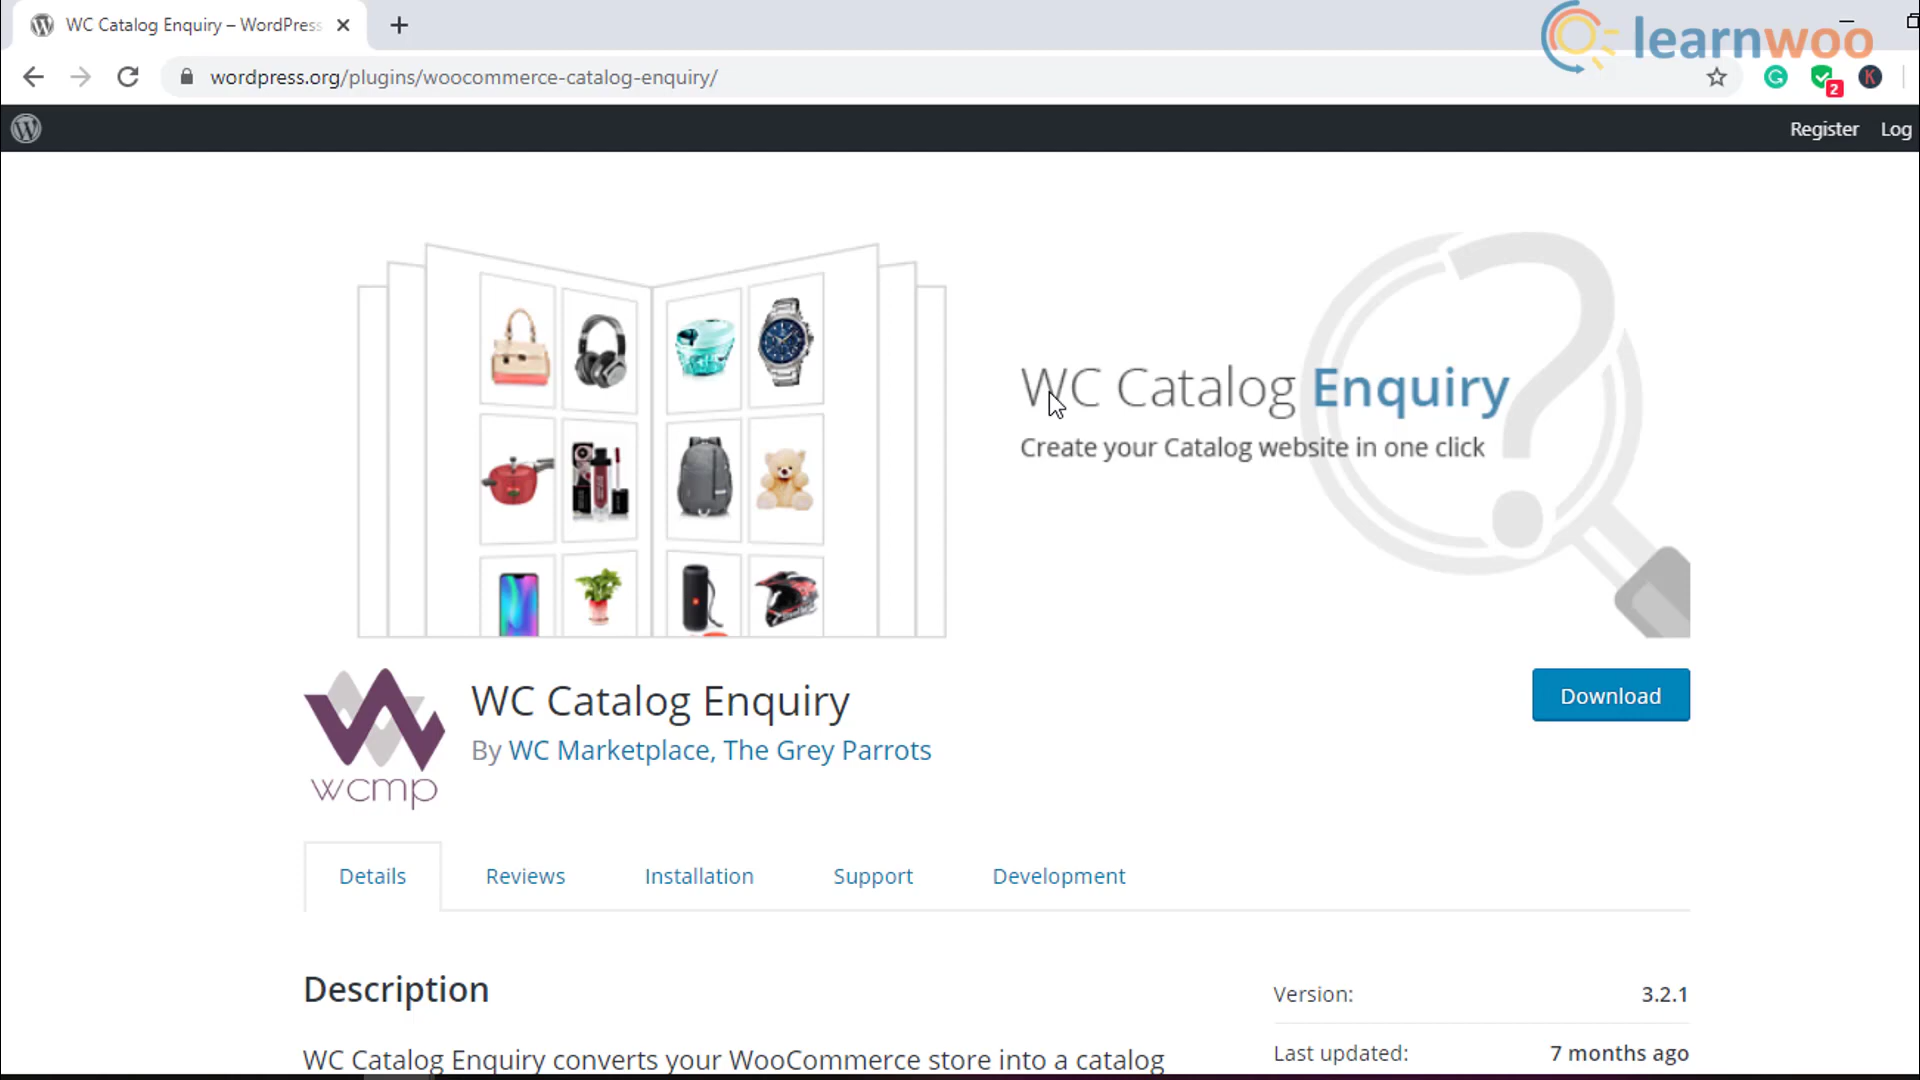 WC Catalog Enquiry – WordPress
learnwoo
wordpress.org/plugins/woocommerce-catalog-enquiry/
2
K
Register Log
WC Catalog Enquiry
Create your Catalog website in one click
wcmp
WC Catalog Enquiry
By WC Marketplace, The Grey Parrots
Download
Details Reviews Installation Support Development
Description
Version: 3.2.1
WC Catalog Enquiry converts your WooCommerce store into a catalog
Last updated: 7 months ago